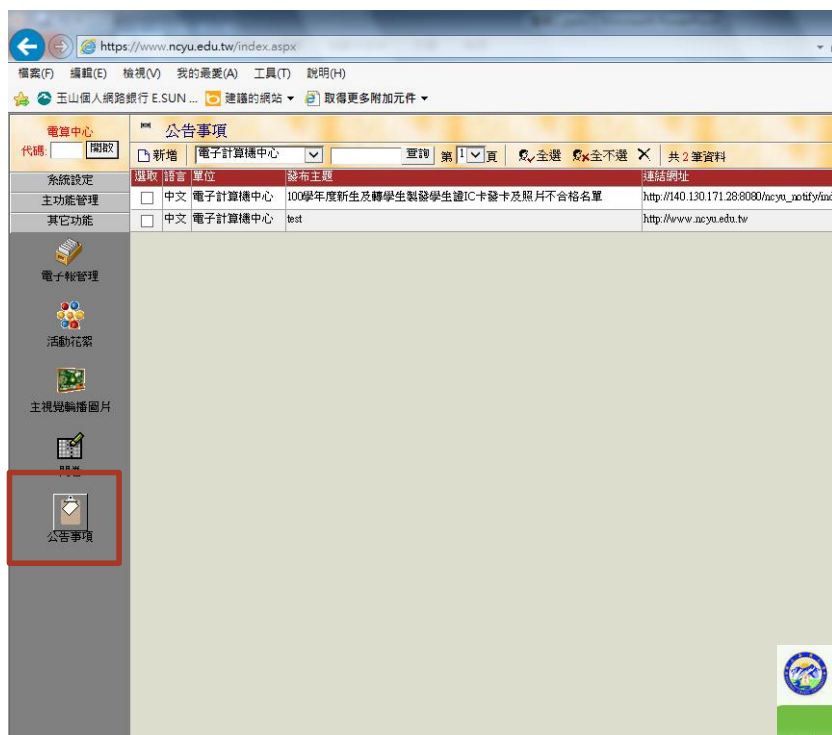 https://www.ncyu.edu.tw/index.aspx
檔案(F) 編輯(E) 檢視(V) 我的最愛(A) 工具(T) 說明(H)
玉山個人網路銀行 E.SUN ... 建議的網站 取得更多附加元件
電算中心 公告事項
代碼: 開啟 新增 電子計算機中心 查詢 第 1 頁 全選 全不選 共 2 筆資料
系統設定
主功能管理
其它功能
選取 語言 單位 發布主題 連結網址
中文 電子計算機中心 100學年度新生及轉學生製發學生證IC卡發卡及照片不合格名單 http://140.130.171.28:8080/ncyu_notify/ind
中文 電子計算機中心 test http://www.ncyu.edu.tw
電子報管理
活動花絮
主視覺輪播圖片
問卷
公告事項